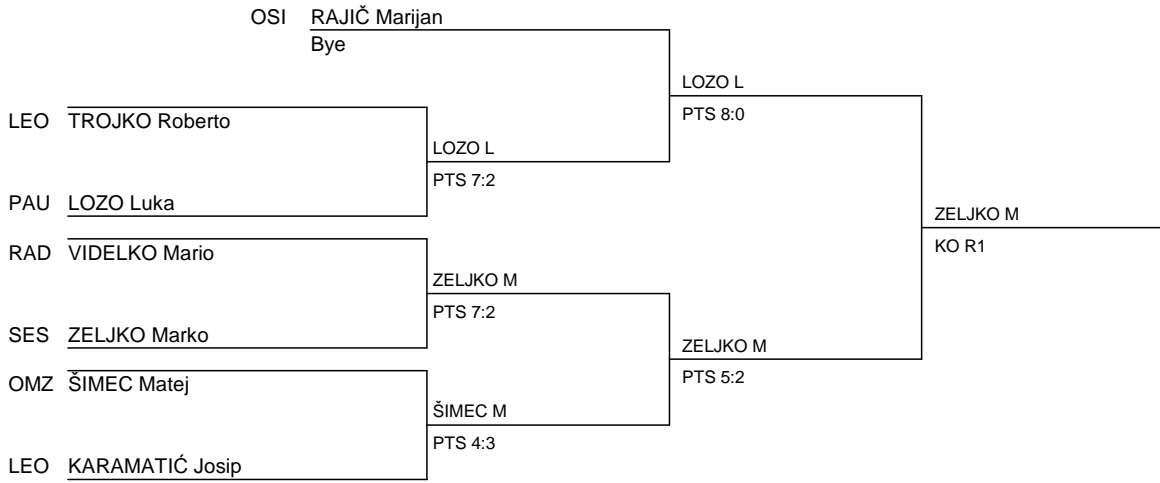 OSI RAJIČ Marijan
Bye
LOZO L
PTS 8:0
LEO TROJKO Roberto
LOZO L
PTS 7:2
PAU LOZO Luka
ZELJKO M
KO R1
RAD VIDELKO Mario
ZELJKO M
PTS 7:2
SES ZELJKO Marko
ZELJKO M
PTS 5:2
OMZ ŠIMEC Matej
ŠIMEC M
PTS 4:3
LEO KARAMATIĆ Josip